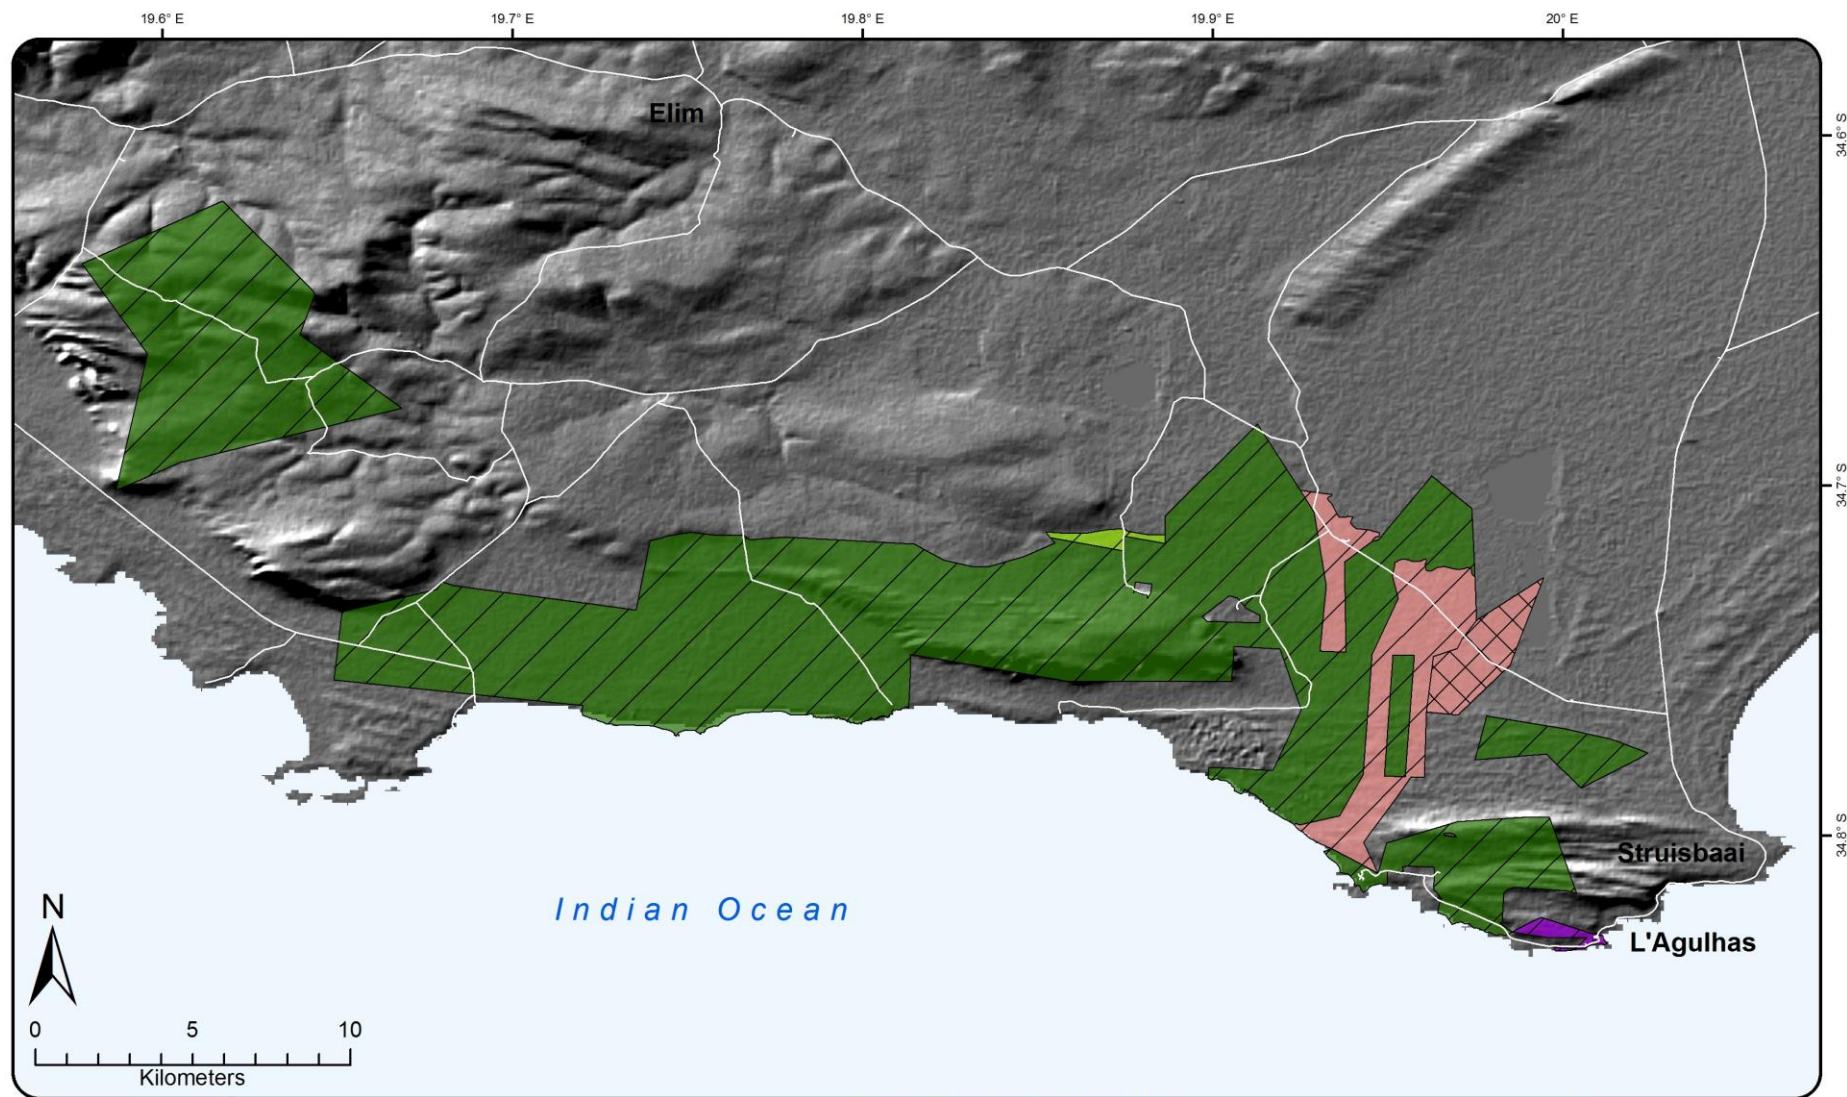 19.6° E 19.7° E 19.8° E 19.9° E 20° E
Elim
34.6° S
34.7° S
34.8° S
Struisbaai
Indian Ocean
L'Agulhas
N
0 5 10
Kilometers